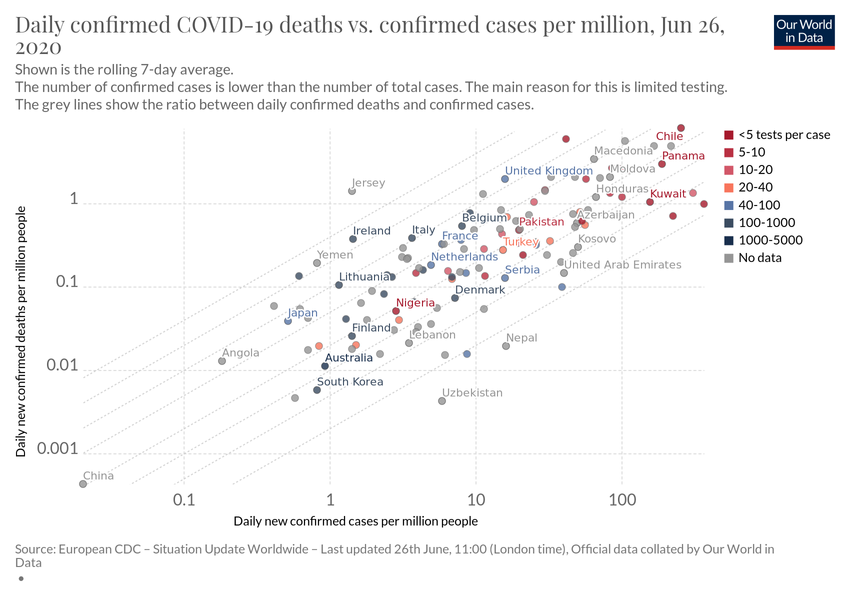 Daily confirmed COVID-19 deaths vs. confirmed cases per million, Jun 26,
2020
Our World
in Data
Shown is the rolling 7-day average.
The number of confirmed cases is lower than the number of total cases. The main reason for this is limited testing.
The grey lines show the ratio between daily confirmed deaths and confirmed cases.
<5 tests per case
5-10
10-20
20-40
40-100
100-1000
1000-5000
No data
Daily new confirmed deaths per million people
1
0.1
0.01
0.001
Chile
Macedonia
Panama
United Kingdom
Moldova
Jersey
Honduras
Kuwait
Belgium
Azerbaijan
Pakistan
Ireland
Italy
France
Turkey
Kosovo
Yemen
Netherlands
United Arab Emirates
Lithuania
Serbia
Denmark
Nigeria
Japan
Finland
Lebanon
Nepal
Angola
Australia
South Korea
Uzbekistan
China
0.1
1
10
100
Daily new confirmed cases per million people
Source: European CDC – Situation Update Worldwide – Last updated 26th June, 11:00 (London time), Official data collated by Our World in
Data